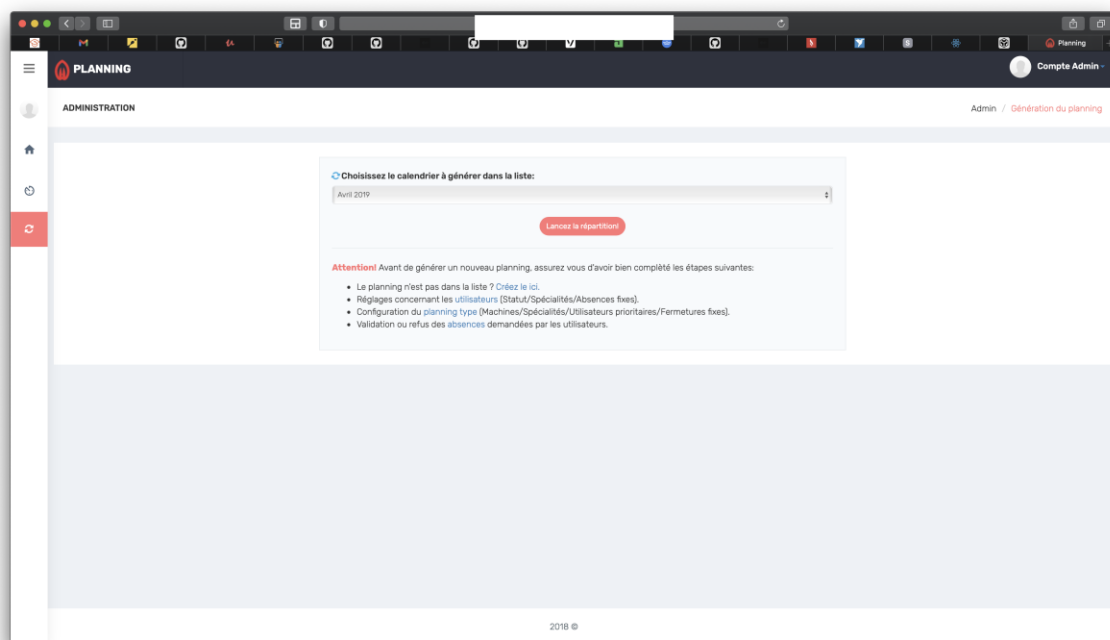 Planning
PLANNING
Compte Admin
ADMINISTRATION
Admin / Génération du planning
Choisissez le calendrier à générer dans la liste:
Avril 2019
Lancez la répartition!
Attention! Avant de générer un nouveau planning, assurez vous d'avoir bien complèté les étapes suivantes:
• Le planning n'est pas dans la liste ? Créez le ici.
• Réglages concernant les utilisateurs (Statut/Spécialités/Absences fixes).
• Configuration du planning type (Machines/Spécialités/Utilisateurs prioritaires/Fermetures fixes).
• Validation ou refus des absences demandées par les utilisateurs.
2018 ©